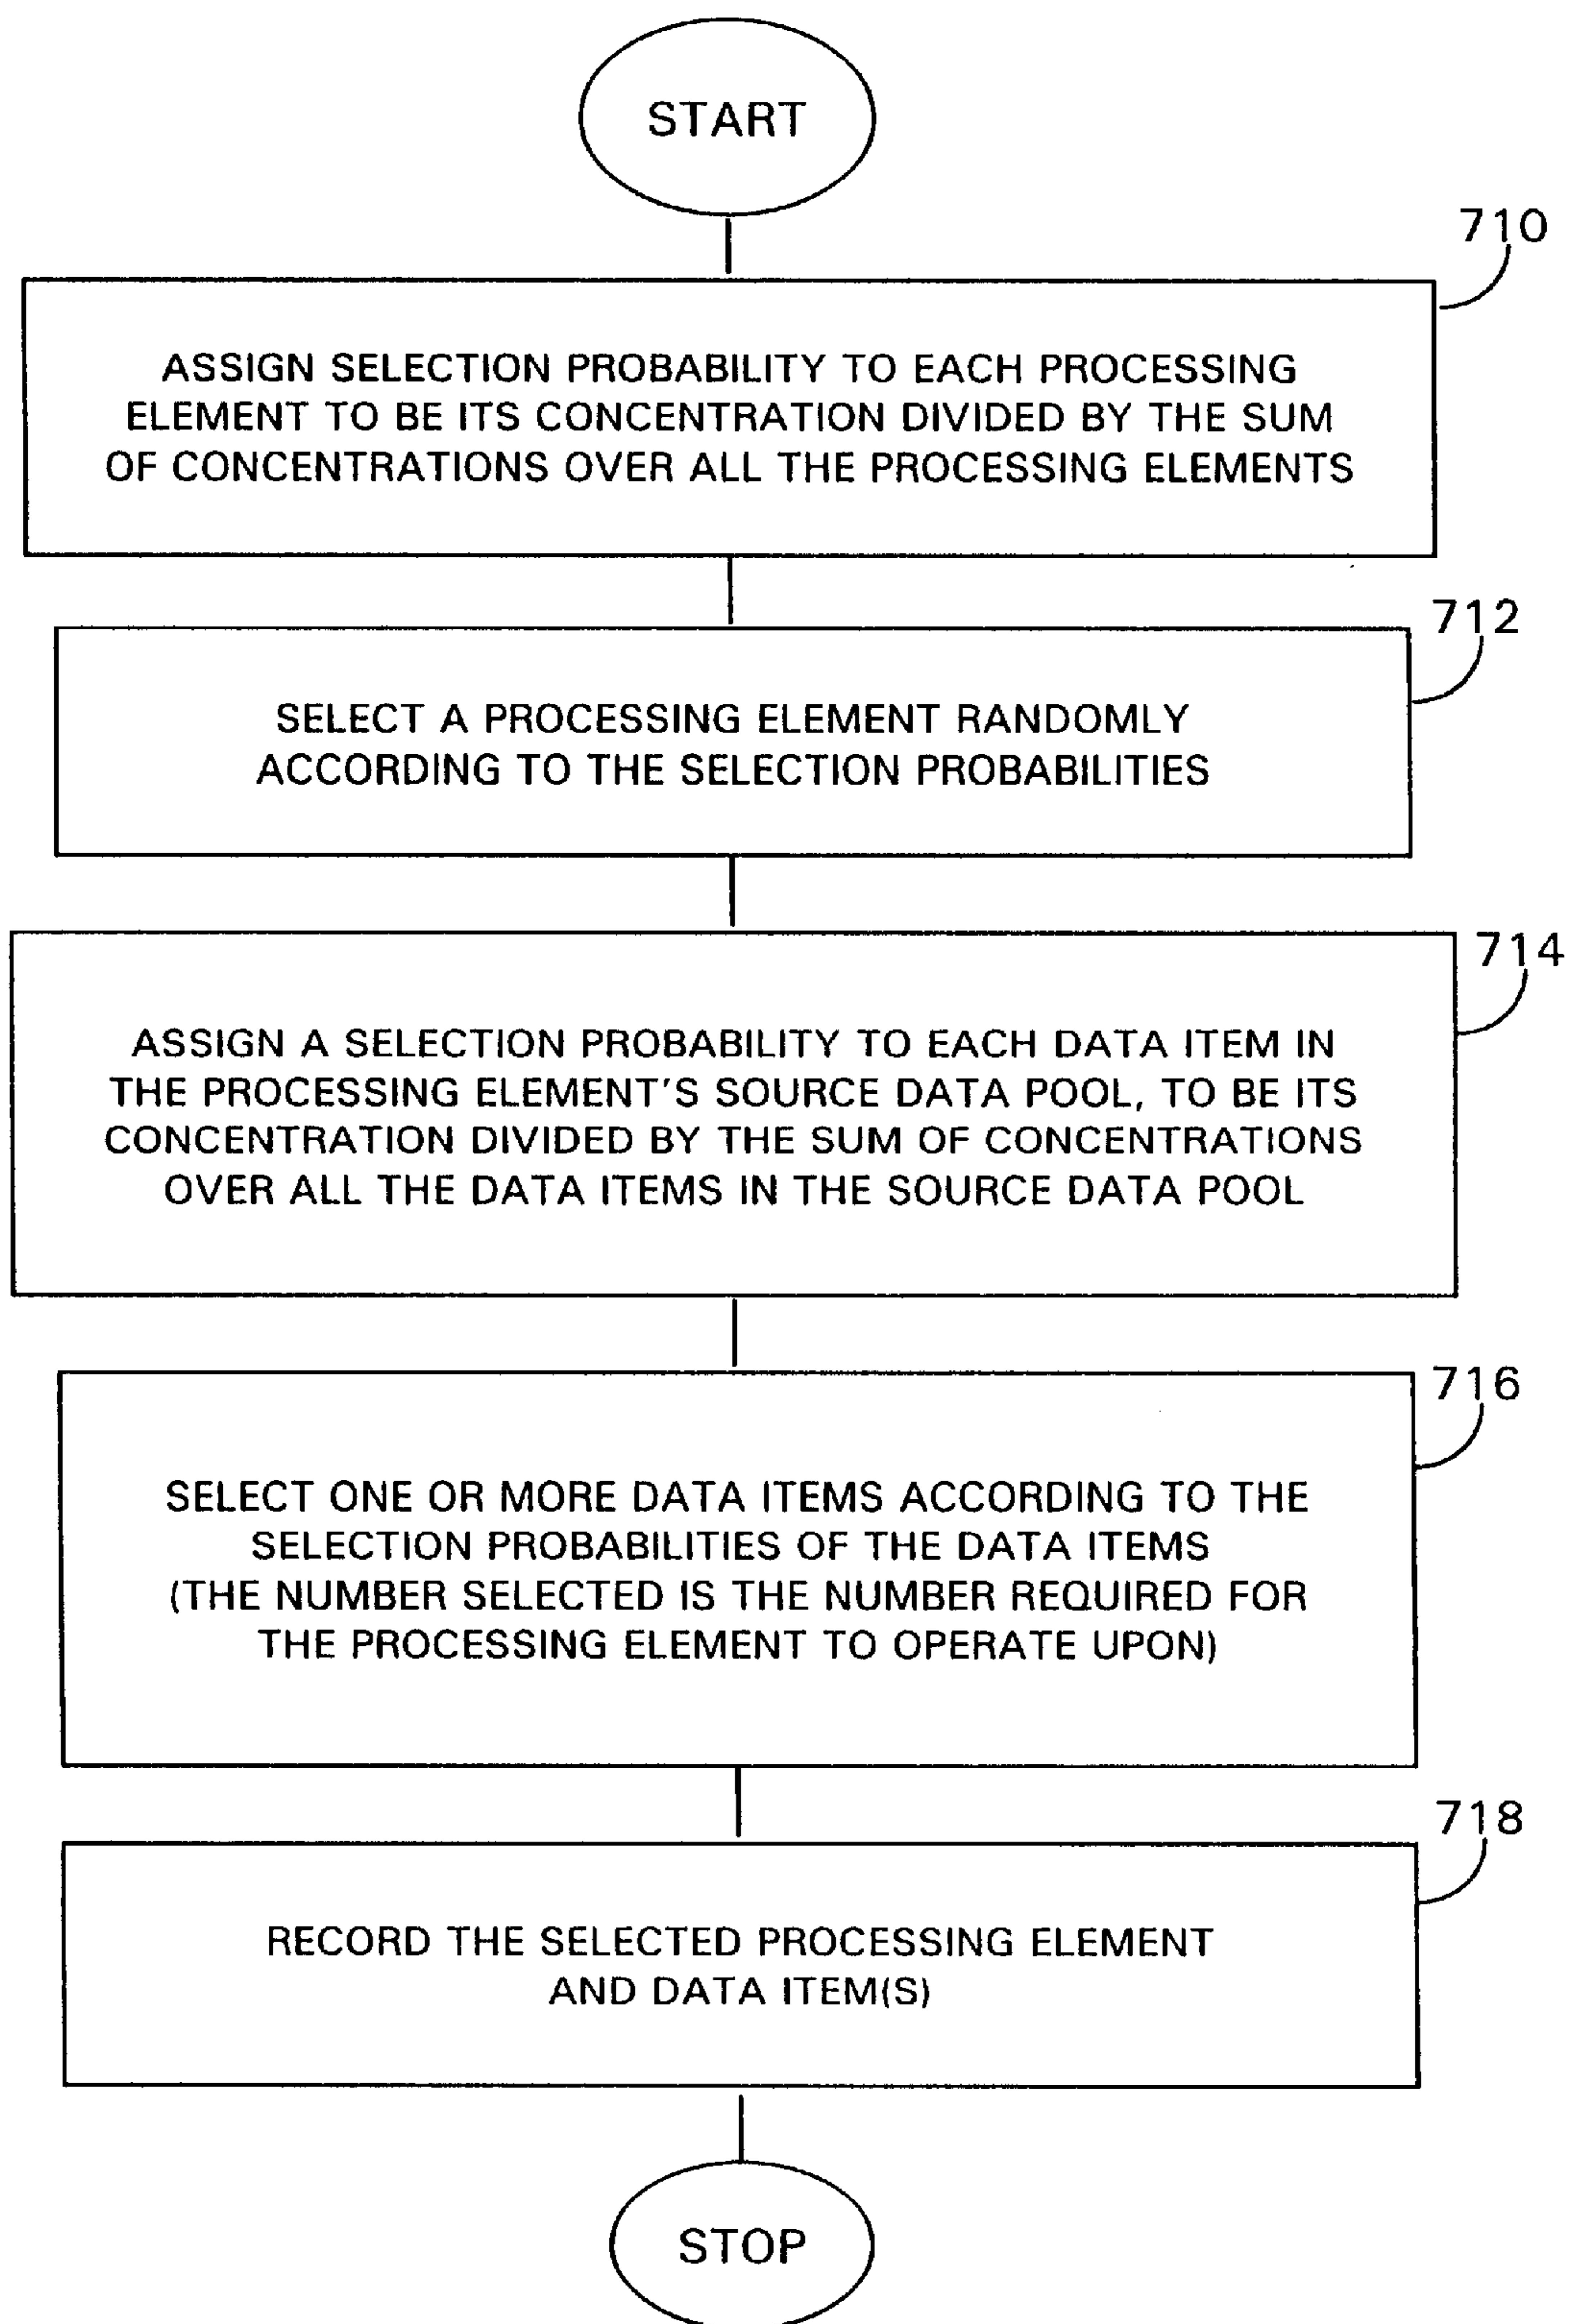 START
710
ASSIGN SELECTION PROBABILITY TO EACH PROCESSING
ELEMENT TO BE ITS CONCENTRATION DIVIDED BY THE SUM
OF CONCENTRATIONS OVER ALL THE PROCESSING ELEMENTS
712
SELECT A PROCESSING ELEMENT RANDOMLY
ACCORDING TO THE SELECTION PROBABILITIES
714
ASSIGN A SELECTION PROBABILITY TO EACH DATA ITEM IN
THE PROCESSING ELEMENT'S SOURCE DATA POOL, TO BE ITS
CONCENTRATION DIVIDED BY THE SUM OF CONCENTRATIONS
OVER ALL THE DATA ITEMS IN THE SOURCE DATA POOL
716
SELECT ONE OR MORE DATA ITEMS ACCORDING TO THE
SELECTION PROBABILITIES OF THE DATA ITEMS
(THE NUMBER SELECTED IS THE NUMBER REQUIRED FOR
THE PROCESSING ELEMENT TO OPERATE UPON)
718
RECORD THE SELECTED PROCESSING ELEMENT
AND DATA ITEM(S)
STOP